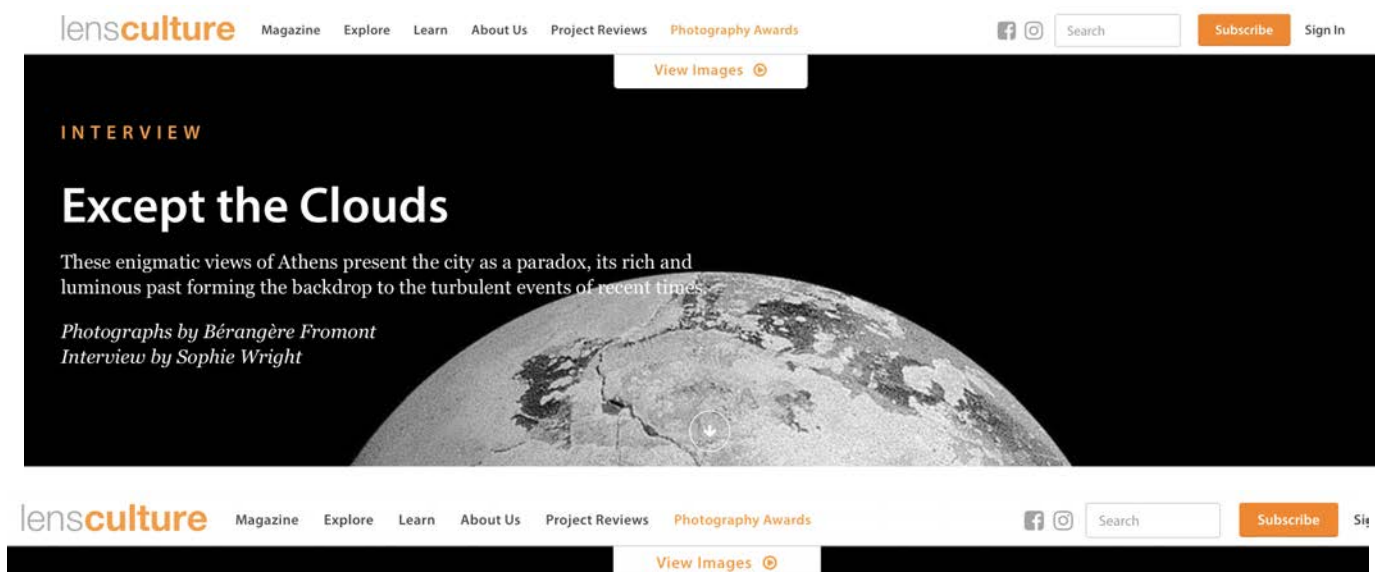 lensculture Magazine Explore Learn About Us Project Reviews Photography Awards Search Subscribe Sign In
View Images
INTERVIEW
Except the Clouds
These enigmatic views of Athens present the city as a paradox, its rich and
luminous past forming the backdrop to the turbulent events of recent times.
Photographs by Bérangère Fromont
Interview by Sophie Wright
lensculture Magazine Explore Learn About Us Project Reviews Photography Awards Search Subscribe
View Images